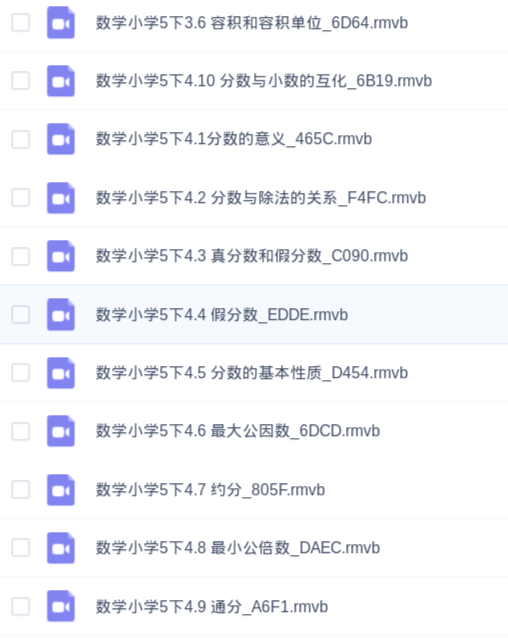 数学小学5下3.6 容积和容积单位_6D64.rmvb
数学小学5下4.10 分数与小数的互化_6B19.rmvb
数学小学5下4.1分数的意义_465C.rmvb
数学小学5下4.2 分数与除法的关系_F4FC.rmvb
数学小学5下4.3 真分数和假分数_C090.rmvb
数学小学5下4.4 假分数_EDDE.rmvb
数学小学5下4.5 分数的基本性质_D454.rmvb
数学小学5下4.6 最大公因数_6DCD.rmvb
数学小学5下4.7 约分_805F.rmvb
数学小学5下4.8 最小公倍数_DAEC.rmvb
数学小学5下4.9 通分_A6F1.rmvb